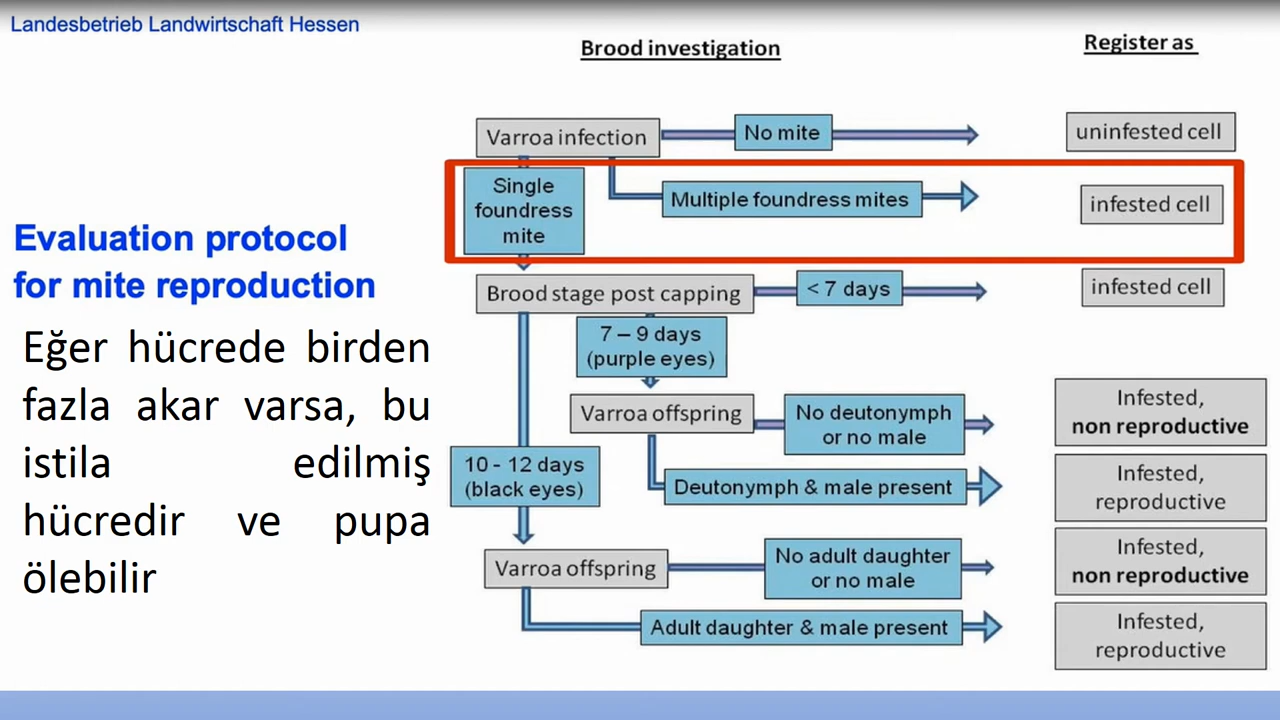 Landesbetrieb Landwirtschaft Hessen
Brood investigation
Register as
Varroa infection
No mite
uninfested cell
Single
foundress
mite
Multiple foundress mites
infested cell
Evaluation protocol
for mite reproduction
Brood stage post capping
< 7 days
infested cell
Eğer hücrede birden
fazla akar varsa, bu
istila edilmiş
hücredir ve pupa
ölebilir
7 – 9 days
(purple eyes)
Varroa offspring
No deutonymph
or no male
Infested,
non reproductive
10 - 12 days
(black eyes)
Deutonymph & male present
Infested,
reproductive
Varroa offspring
No adult daughter
or no male
Infested,
non reproductive
Adult daughter & male present
Infested,
reproductive